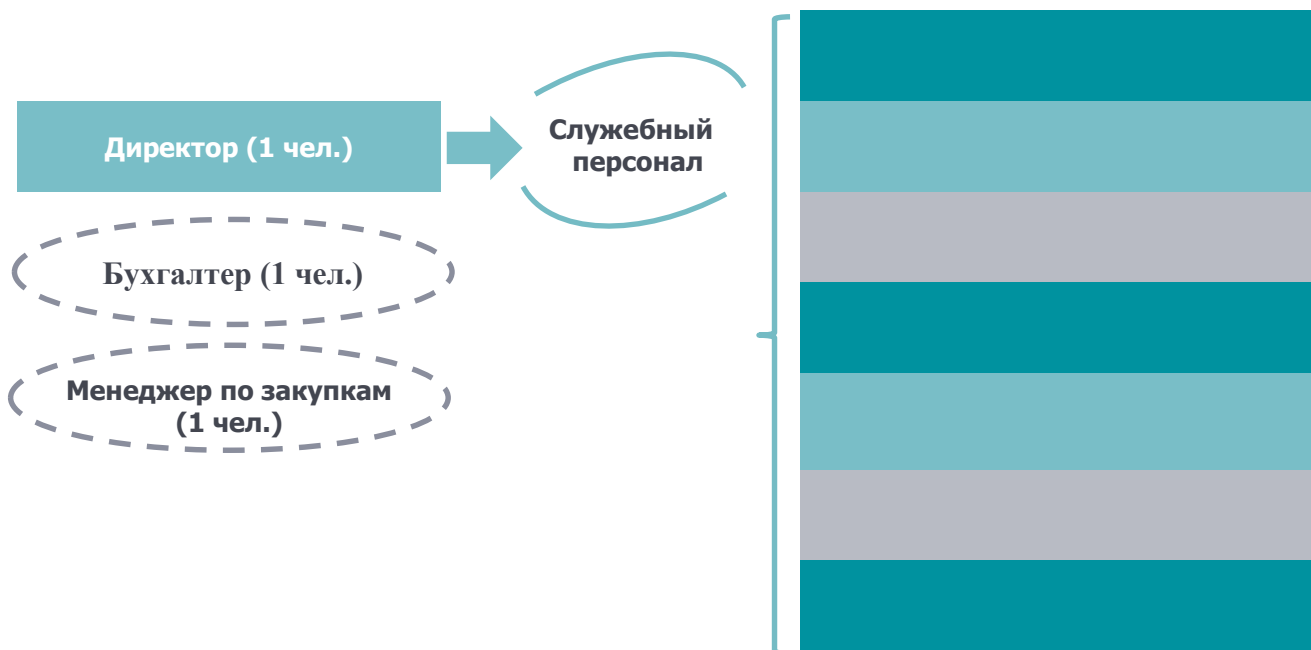 Директор (1 чел.)
Служебный
персонал
Бухгалтер (1 чел.)
Менеджер по закупкам
(1 чел.)